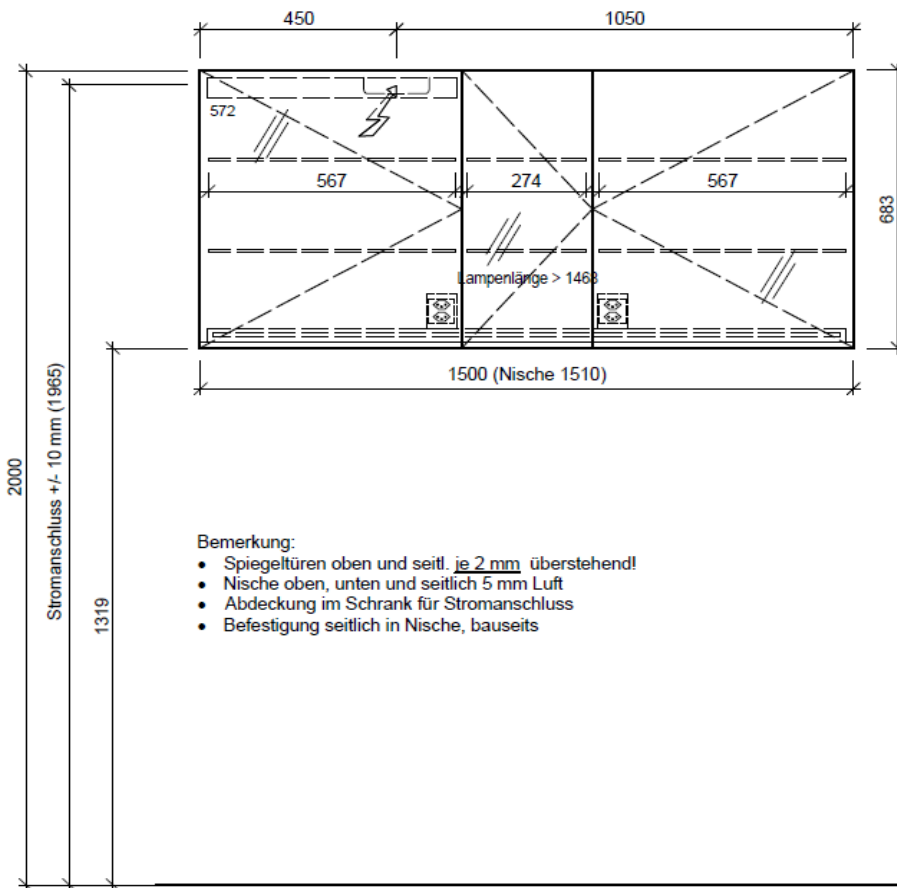 450
1050
572
567
274
567
683
Lampenlänge > 1468
1500 (Nische 1510)
2000
Stromanschluss +/- 10 mm (1965)
1319
Bemerkung:
• Spiegeltüren oben und seitl. je 2 mm überstehend!
• Nische oben, unten und seitlich 5 mm Luft
• Abdeckung im Schrank für Stromanschluss
• Befestigung seitlich in Nische, bauseits